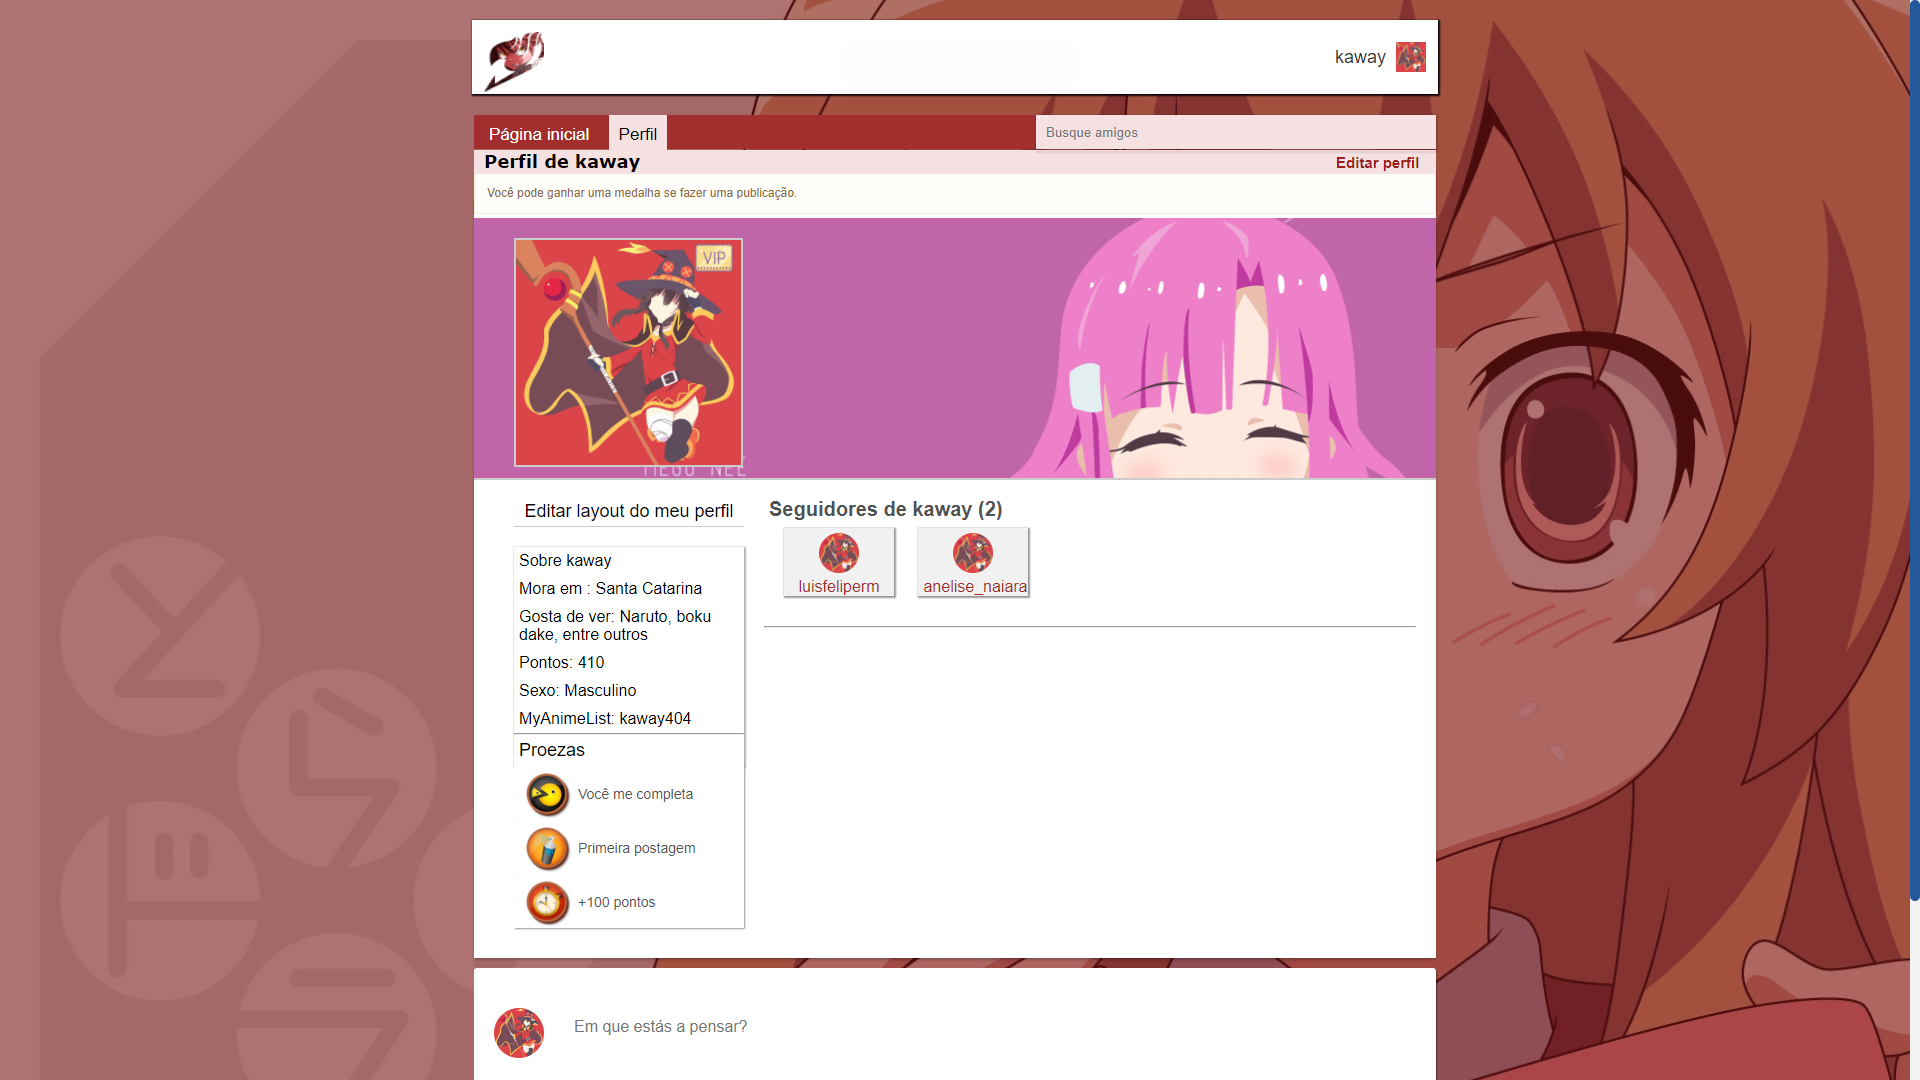 kaway
Página inicial
Perfil
Busque amigos
Perfil de kaway
Editar perfil
Você pode ganhar uma medalha se fazer uma publicação.
VIP
NEE
Editar layout do meu perfil
Seguidores de kaway (2)
luisfeliperm
anelise_naiara
Sobre kaway
Mora em : Santa Catarina
Gosta de ver: Naruto, boku
dake, entre outros
Pontos: 410
Sexo: Masculino
MyAnimeList: kaway404
Proezas
Você me completa
Primeira postagem
+100 pontos
Em que estás a pensar?